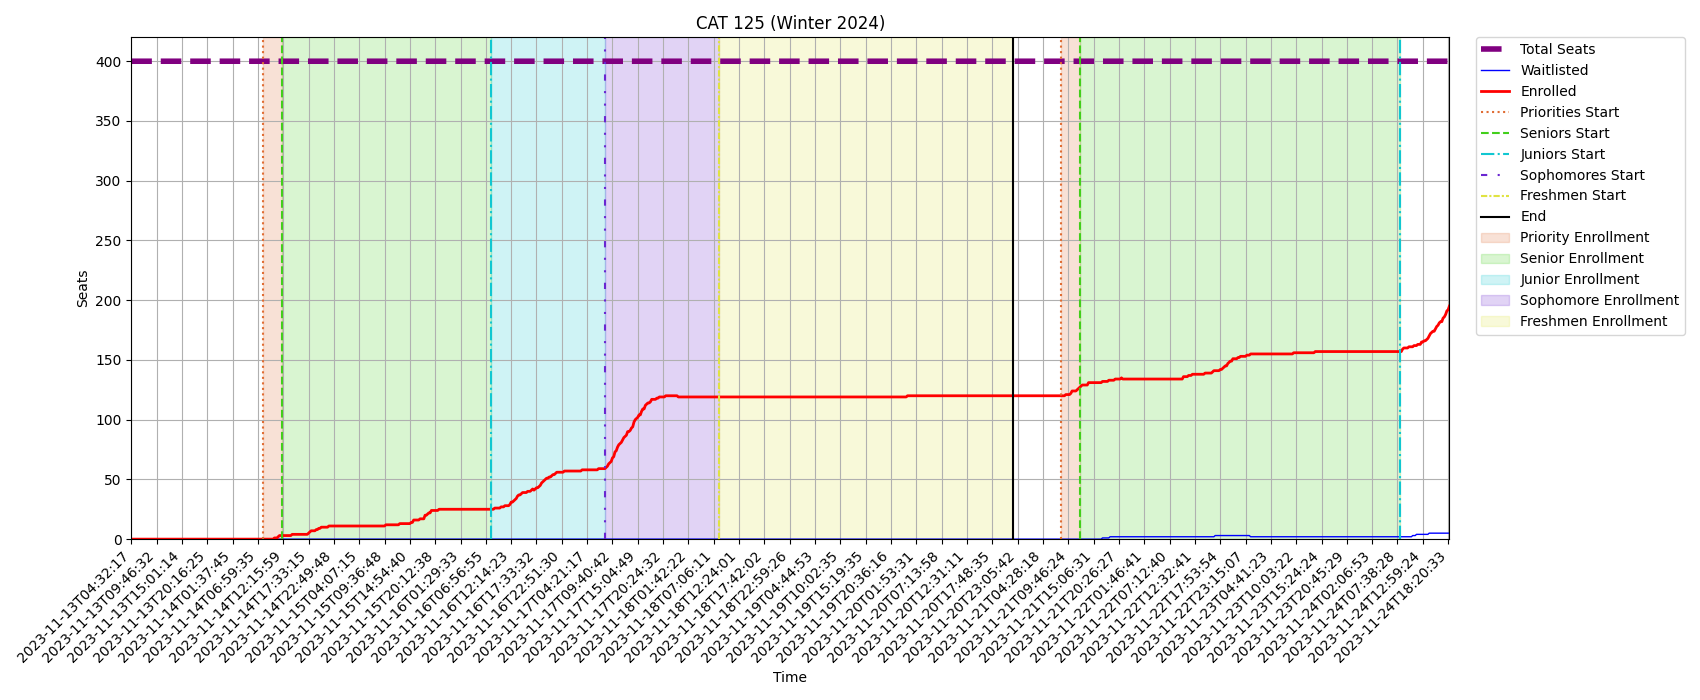 CAT 125 (Winter 2024)
Seats
400
350
300
250
200
150
100
50
0
2023-11-13T04:32:17
2023-11-13T09:46:32
2023-11-13T15:01:14
2023-11-13T20:16:25
2023-11-14T01:37:45
2023-11-14T06:59:35
2023-11-14T12:15:59
2023-11-14T17:33:15
2023-11-14T22:49:48
2023-11-15T04:07:15
2023-11-15T09:36:48
2023-11-15T14:54:40
2023-11-15T20:12:38
2023-11-16T01:29:33
2023-11-16T06:56:55
2023-11-16T12:14:23
2023-11-16T17:33:32
2023-11-16T22:51:30
2023-11-17T04:21:17
2023-11-17T09:40:42
2023-11-17T15:04:49
2023-11-17T20:24:32
2023-11-18T01:42:22
2023-11-18T07:06:11
2023-11-18T12:24:01
2023-11-18T17:42:02
2023-11-18T22:59:26
2023-11-19T04:44:53
2023-11-19T10:02:35
2023-11-19T15:19:35
2023-11-19T20:36:16
2023-11-20T01:53:31
2023-11-20T07:13:58
2023-11-20T12:31:11
2023-11-20T17:48:35
2023-11-20T23:05:42
2023-11-21T04:28:18
2023-11-21T09:46:24
2023-11-21T15:06:31
2023-11-21T20:26:27
2023-11-22T01:46:41
2023-11-22T07:12:40
2023-11-22T12:32:41
2023-11-22T17:53:54
2023-11-22T23:15:07
2023-11-23T04:41:23
2023-11-23T10:03:22
2023-11-23T15:24:24
2023-11-23T20:45:29
2023-11-24T02:06:53
2023-11-24T07:38:28
2023-11-24T12:59:24
2023-11-24T18:20:33
Time
Total Seats
Waitlisted
Enrolled
Priorities Start
Seniors Start
Juniors Start
Sophomores Start
Freshmen Start
End
Priority Enrollment
Senior Enrollment
Junior Enrollment
Sophomore Enrollment
Freshmen Enrollment